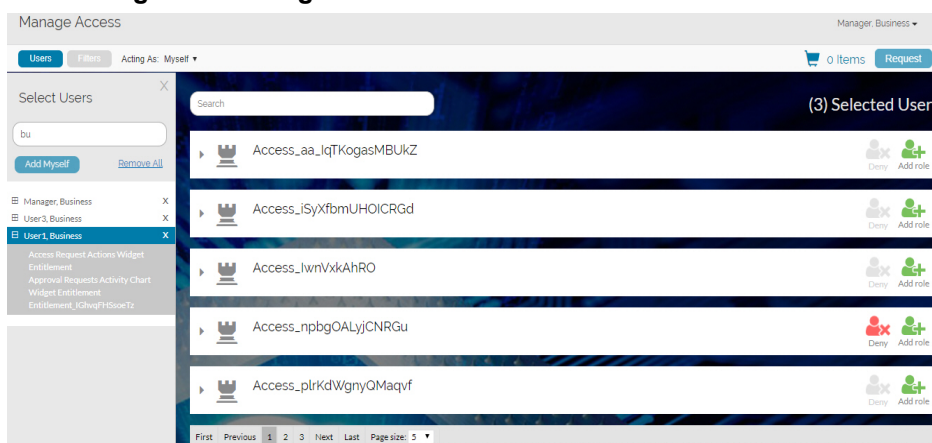 Manage Access
Manager, Business
Users Filters Acting As: Myself
0 Items Request
Select Users X
Search
(3) Selected User
bu
Add Myself Remove All
Access_aa_IqTKogasMBUkZ
Deny Add role
Manager, Business X
User3, Business X
User1, Business X
Access Request Actions Widget
Entitlement
Approval Requests Activity Chart
Widget Entitlement
Entitlement_IGlvqFHSsoeTz
Access_iSyXfbmUHOICRGd
Deny Add role
Access_IwnVxkAhRO
Deny Add role
Access_npbgOALyjCNRGu
Deny Add role
Access_plrKdWgnyQMaqvf
Deny Add role
First Previous 1 2 3 Next Last Page size: 5